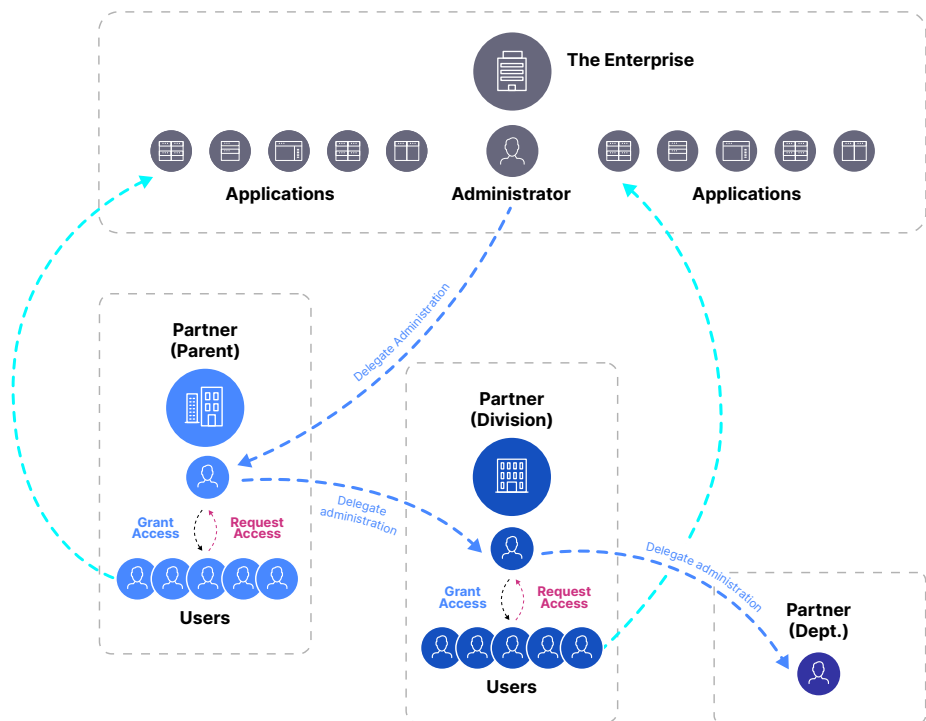 The Enterprise
Applications
Administrator
Applications
Delegate Administration
Partner
(Parent)
Grant
Access
Request
Access
Users
Delegate
administration
Partner
(Division)
Grant
Access
Request
Access
Users
Delegate administration
Partner
(Dept.)